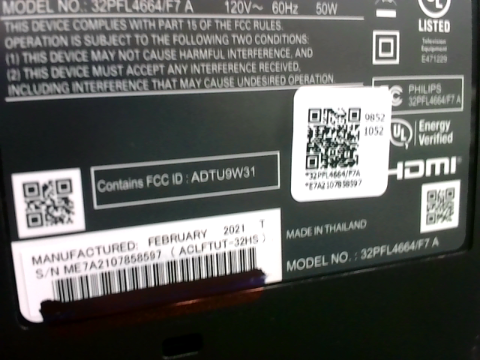 MODEL NO. : 32PFL4664/F7 A 120V~ 60Hz 50W
THIS DEVICE COMPLIES WITH PART 15 OF THE FCC RULES.
OPERATION IS SUBJECT TO THE FOLLOWING TWO CONDITIONS:
(1) THIS DEVICE MAY NOT CAUSE HARMFUL INTERFERENCE, AND
(2) THIS DEVICE MUST ACCEPT ANY INTERFERENCE RECEIVED,
INCLUDING INTERFERENCE THAT MAY CAUSE UNDESIRED OPERATION.
UL
LISTED
Television
Equipment
E471229
PHILIPS
32PFL4664/F7 A
UL Energy
Verified
HDMI
9852
1052
*32PFL4664/F7A
*E7A2107858597
Contains FCC ID : ADTU9W31
MANUFACTURED: FEBRUARY 2021 T
S/N ME7A2107858597 ( ACLFTUT-32HS )
MADE IN THAILAND
MODEL NO. : 32PFL4664/F7 A